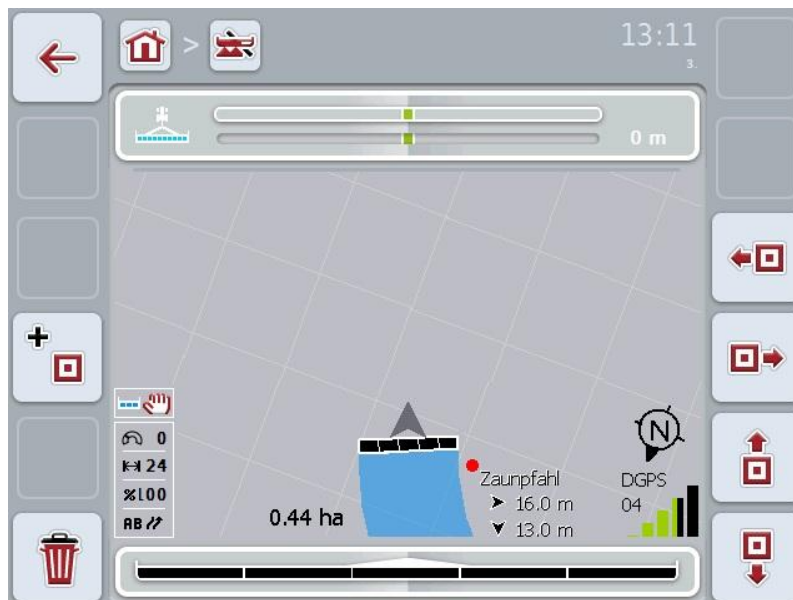 >
13:11
3.
0 m
0
24
%100
AB
0.44 ha
Zaunpfahl
16.0 m
13.0 m
N
DGPS
04